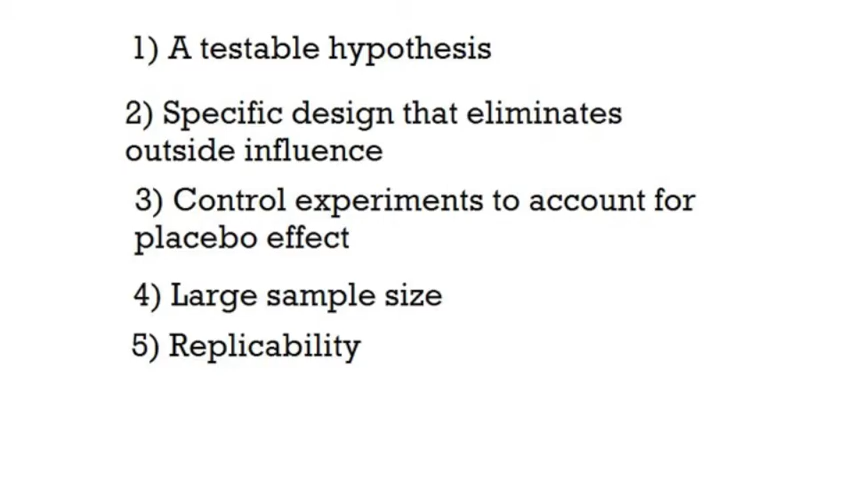 1) A testable hypothesis
2) Specific design that eliminates
outside influence
3) Control experiments to account for
placebo effect
4) Large sample size
5) Replicability